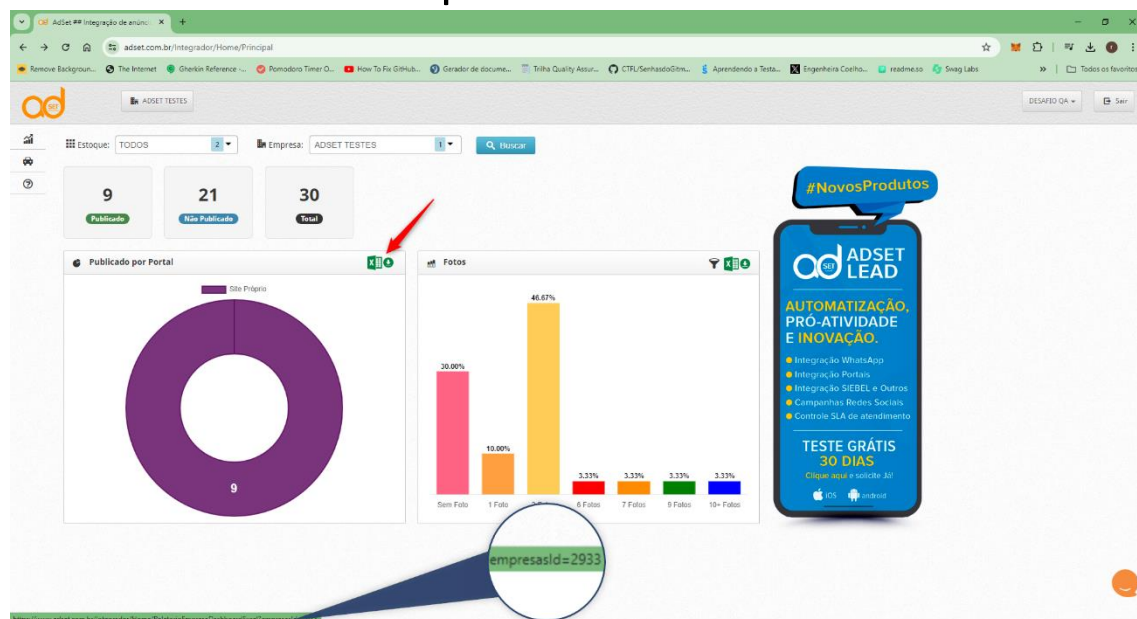 AdSet ## Integração de anúnci
adset.com.br/Integrador/Home/Principal
Remove Backgroun... The Internet Gherkin Reference -... Pomodoro Timer O... How To Fix GitHub... Gerador de docume... Trilha Quality Assur... CTFL/SenhasdoGitm... Aprendendo a Testa... Engenheira Coelho... readme.so Swag Labs » Todos os favoritos
ad SET ADSET TESTES DESAFIO QA Sair
Estoque: TODOS 2 Empresa: ADSET TESTES 1 Buscar
9 21 30
Publicado Não Publicado Total
#NovosProdutos
Publicado por Portal
Fotos
Site Próprio
9
46.67%
30.00%
10.00%
3.33% 3.33% 3.33% 3.33%
Sem Foto 1 Foto 6 Fotos 7 Fotos 9 Fotos 10+ Fotos
ad SET ADSET
LEAD
AUTOMATIZAÇÃO,
PRÓ-ATIVIDADE
E INOVAÇÃO.
Integração WhatsApp
Integração Portais
Integração SIEBEL e Outros
Campanhas Redes Sociais
Controle SLA de atendimento
TESTE GRÁTIS
30 DIAS
Clique aqui e solicite Já!
iOS android
empresasId=2933